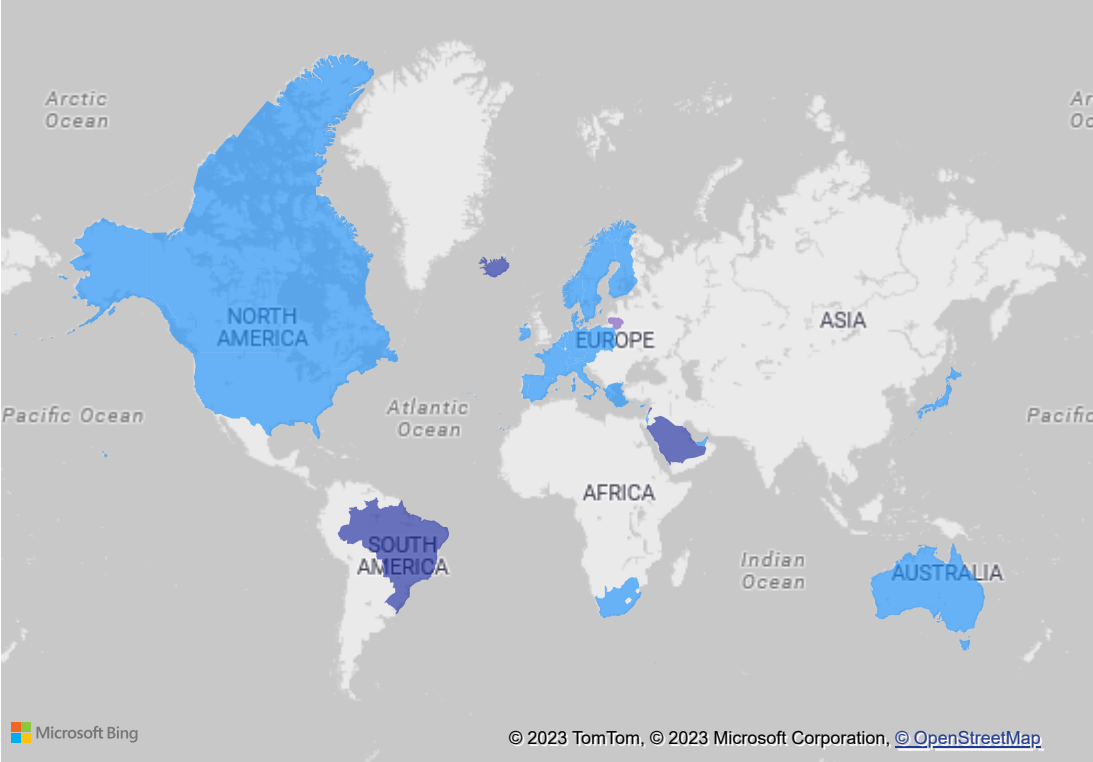 Arctic
Ocean
Ar
Oc
NORTH
AMERICA
EUROPE
ASIA
Pacific Ocean
Atlantic
Ocean
Pacific
AFRICA
SOUTH
AMERICA
Indian
Ocean
AUSTRALIA
Microsoft Bing
© 2023 TomTom, © 2023 Microsoft Corporation, © OpenStreetMap